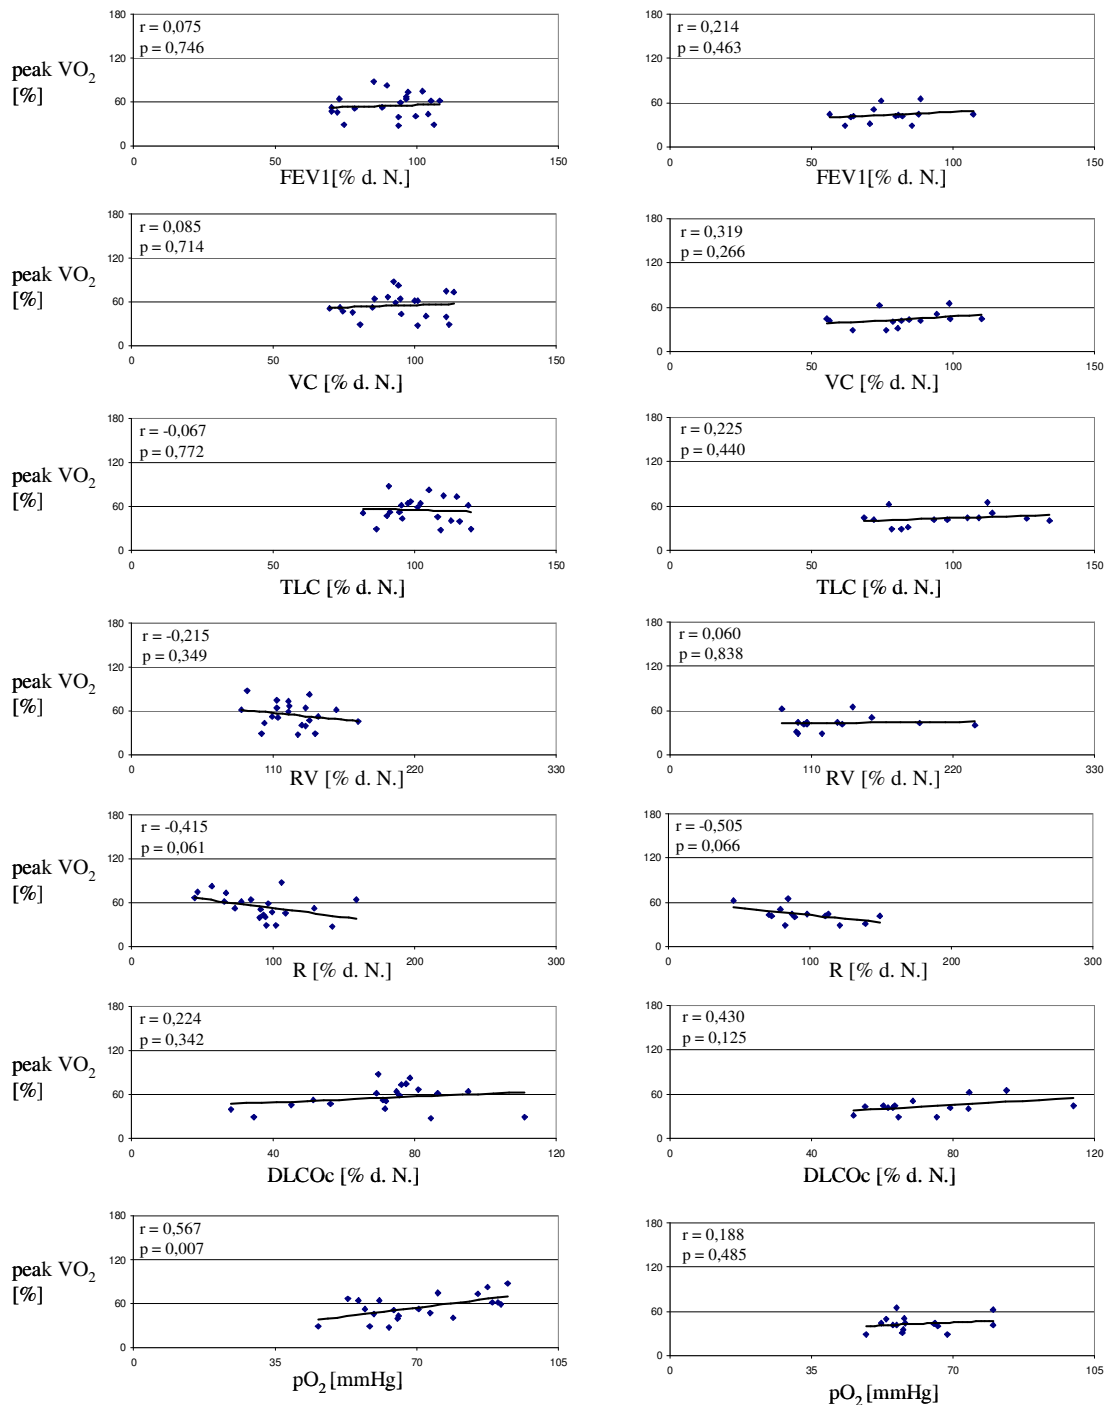 r = 0,075
p = 0,746
peak VO2
[%]
180
120
60
0
0 50 100 150
FEV1[% d. N.]
r = 0,214
p = 0,463
180
120
60
0
0 50 100 150
FEV1[% d. N.]
r = 0,085
p = 0,714
peak VO2
[%]
180
120
60
0
0 50 100 150
VC [% d. N.]
r = 0,319
p = 0,266
180
120
60
0
0 50 100 150
VC [% d. N.]
r = -0,067
p = 0,772
peak VO2
[%]
180
120
60
0
0 50 100 150
TLC [% d. N.]
r = 0,225
p = 0,440
180
120
60
0
0 50 100 150
TLC [% d. N.]
r = -0,215
p = 0,349
peak VO2
[%]
180
120
60
0
0 110 220 330
RV [% d. N.]
r = 0,060
p = 0,838
180
120
60
0
0 110 220 330
RV [% d. N.]
r = -0,415
p = 0,061
peak VO2
[%]
180
120
60
0
0 100 200 300
R [% d. N.]
r = -0,505
p = 0,066
180
120
60
0
0 100 200 300
R [% d. N.]
r = 0,224
p = 0,342
peak VO2
[%]
180
120
60
0
0 40 80 120
DLCOc [% d. N.]
r = 0,430
p = 0,125
180
120
60
0
0 40 80 120
DLCOc [% d. N.]
r = 0,567
p = 0,007
peak VO2
[%]
180
120
60
0
0 35 70 105
pO2 [mmHg]
r = 0,188
p = 0,485
180
120
60
0
0 35 70 105
pO2 [mmHg]